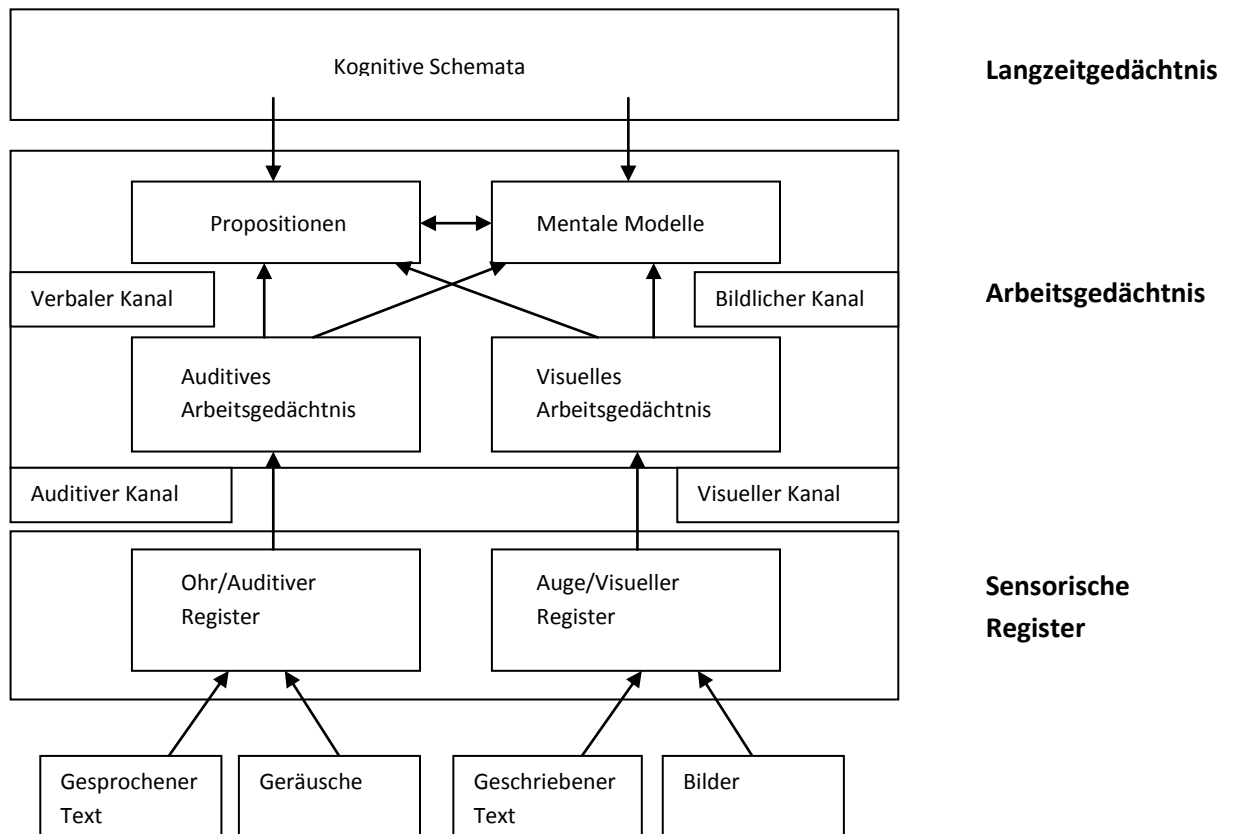 Kognitive Schemata
Langzeitgedächtnis
Propositionen
Mentale Modelle
Verbaler Kanal
Bildlicher Kanal
Arbeitsgedächtnis
Auditives
Arbeitsgedächtnis
Visuelles
Arbeitsgedächtnis
Auditiver Kanal
Visueller Kanal
Ohr/Auditiver
Register
Auge/Visueller
Register
Sensorische
Register
Gesprochener
Text
Geräusche
Geschriebener
Text
Bilder